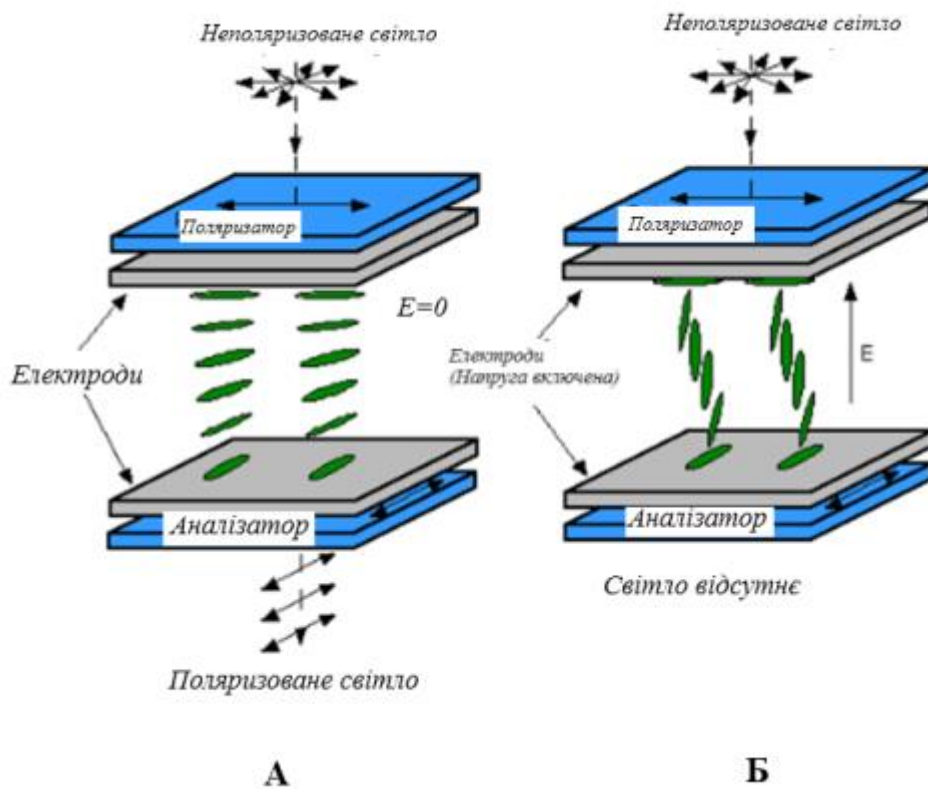 Неполяризоване світло
Поляризатор
E=0
Електроди
Аналізатор
Поляризоване світло
А
Неполяризоване світло
Поляризатор
Електроди
(Напруга включена)
E
Аналізатор
Світло відсутнє
Б